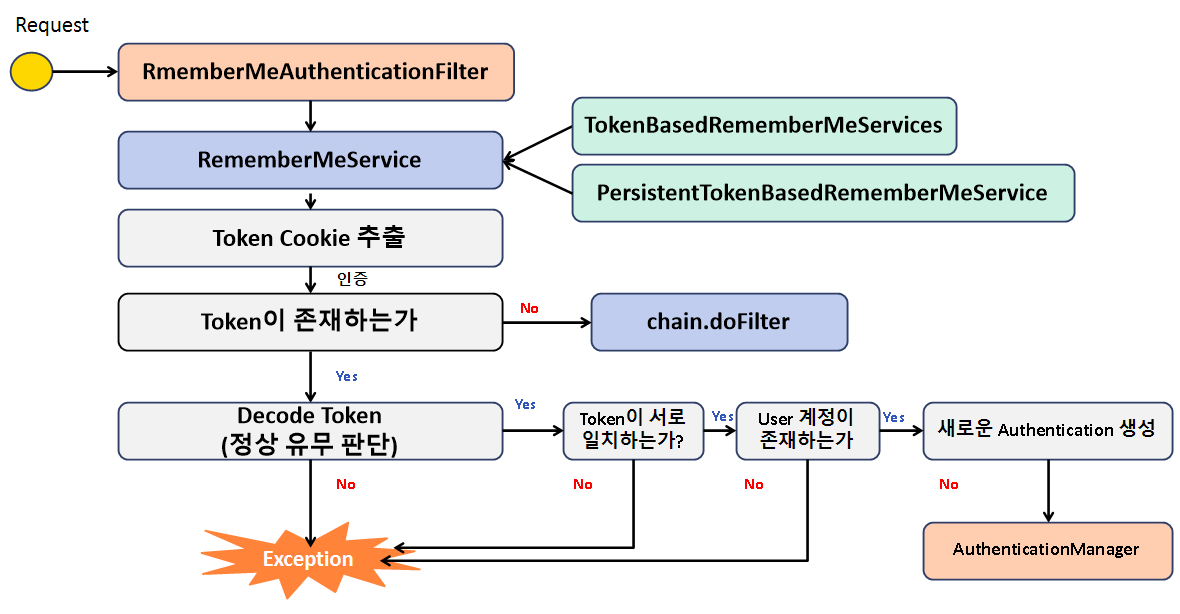 Request
RmemberMeAuthenticationFilter
TokenBasedRememberMeServices
RememberMeService
PersistentTokenBasedRememberMeService
Token Cookie 추출
인증
Token이 존재하는가
No
chain.doFilter
Yes
Decode Token
(정상 유무 판단)
Yes
Token이 서로
일치하는가?
Yes
User 계정이
존재하는가
Yes
새로운 Authentication 생성
No
No
No
No
Exception
AuthenticationManager